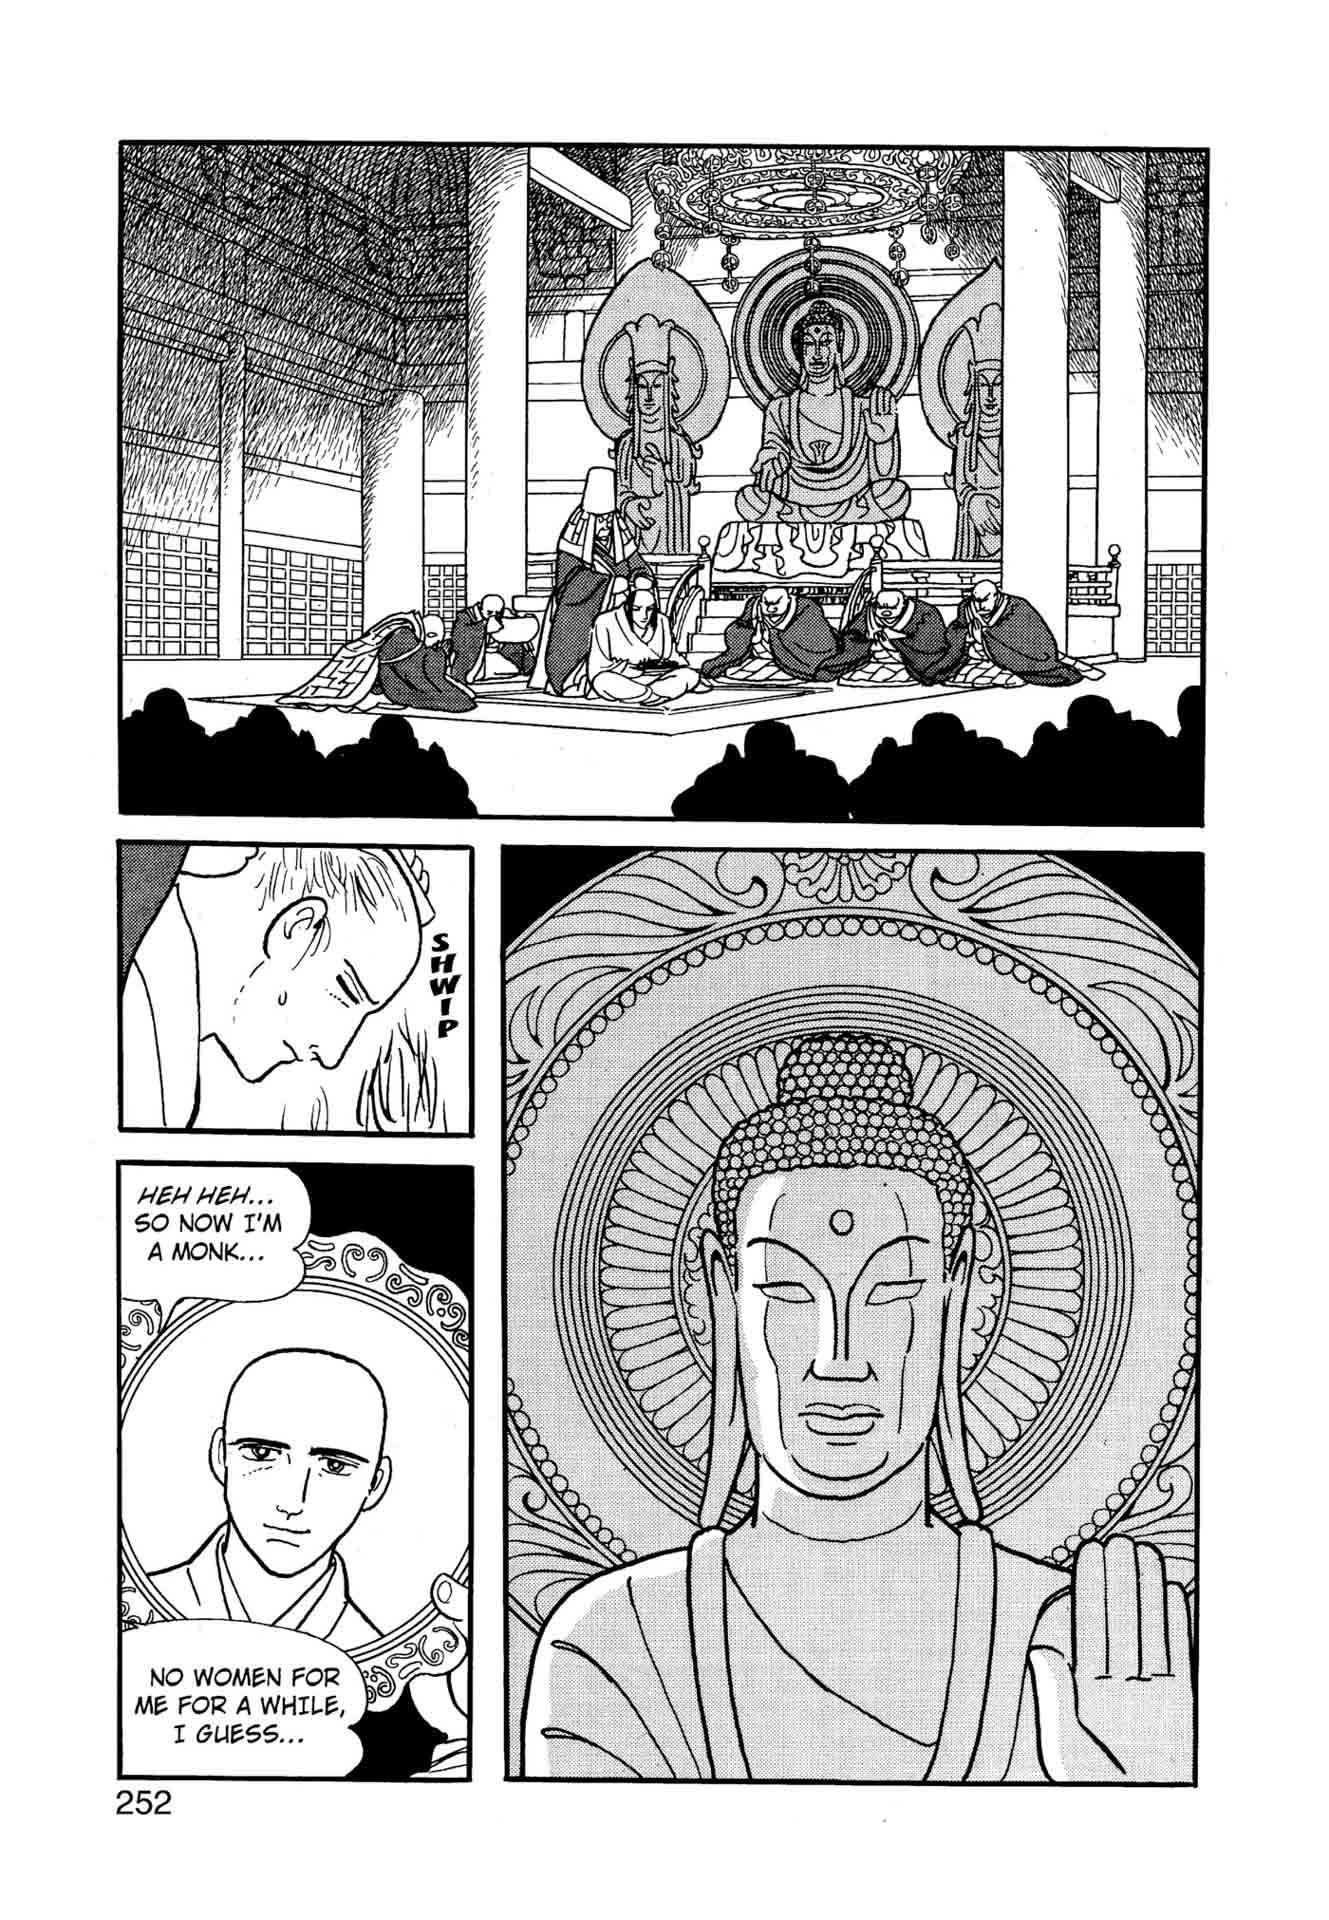 SHWIP
HEH HEH...
SO NOW I'M
A MONK...
NO WOMEN FOR
ME FOR A WHILE,
I GUESS...
252